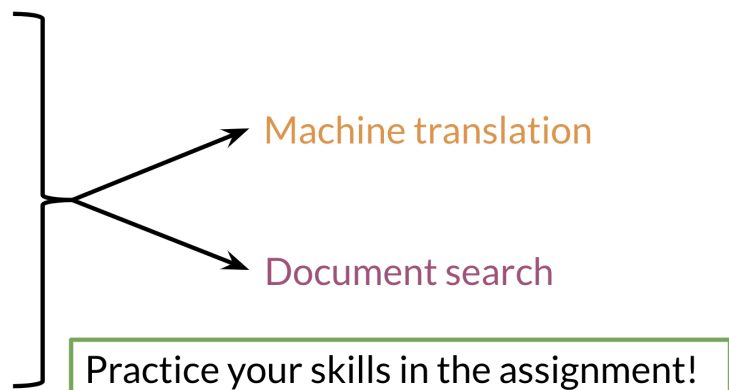 Machine translation
Document search
Practice your skills in the assignment!